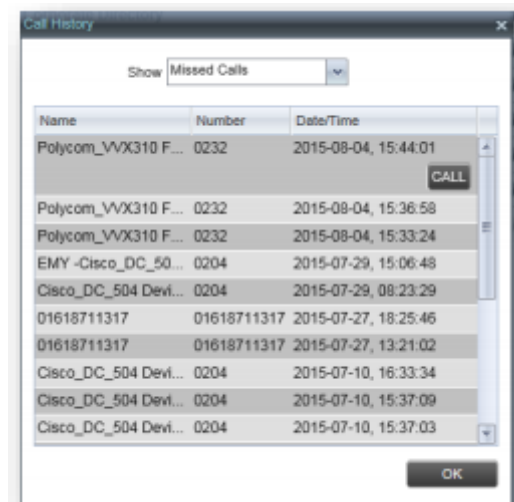 Call History
Show Missed Calls
Name Number Date/Time
Polycom_VVX310 F... 0232 2015-08-04, 15:44:01
CALL
Polycom_VVX310 F... 0232 2015-08-04, 15:36:58
Polycom_VVX310 F... 0232 2015-08-04, 15:33:24
EMY -Cisco_DC_50... 0204 2015-07-29, 15:06:48
Cisco_DC_504 Devi... 0204 2015-07-29, 08:23:29
01618711317 01618711317 2015-07-27, 18:25:46
01618711317 01618711317 2015-07-27, 13:21:02
Cisco_DC_504 Devi... 0204 2015-07-10, 16:33:34
Cisco_DC_504 Devi... 0204 2015-07-10, 15:37:09
Cisco_DC_504 Devi... 0204 2015-07-10, 15:37:03
OK